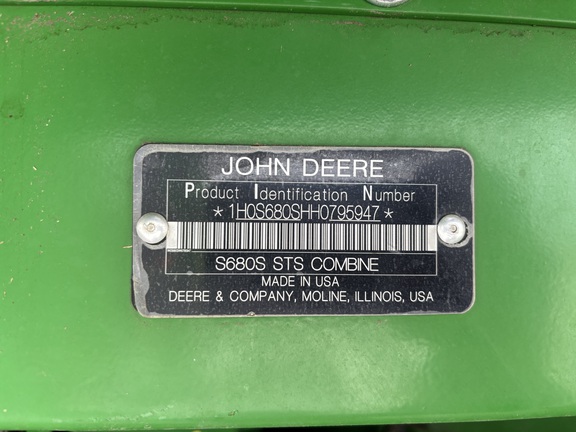 JOHN DEERE
Product Identification Number
*1H0S680SHH0795947*
S680S STS COMBINE
MADE IN USA
DEERE & COMPANY, MOLINE, ILLINOIS, USA